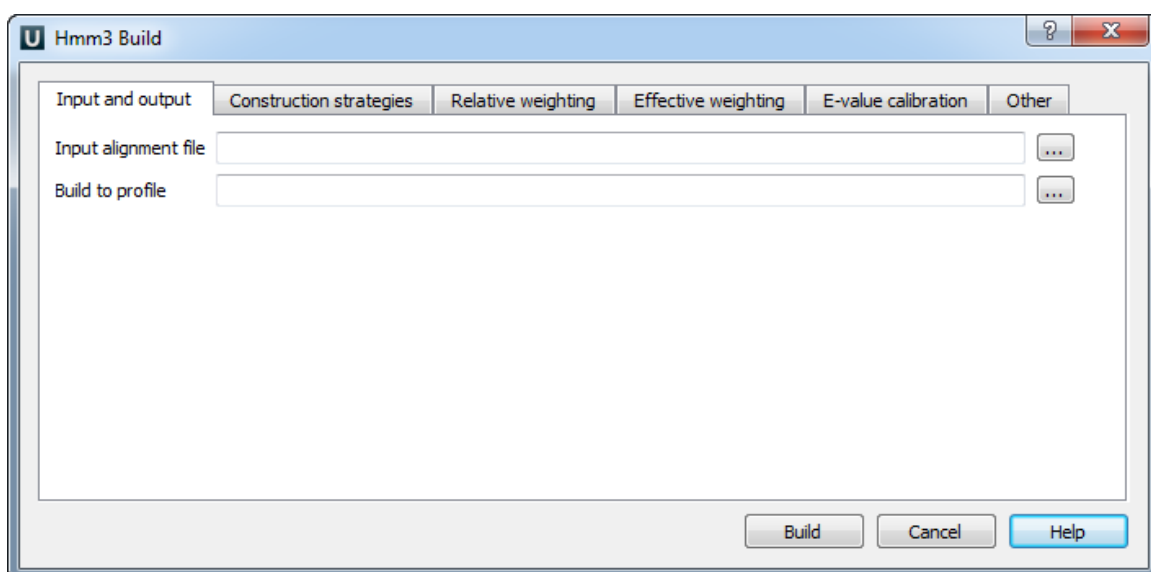 U Hmm3 Build ? X
Input and output Construction strategies Relative weighting Effective weighting E-value calibration Other
Input alignment file ...
Build to profile ...
Build Cancel Help